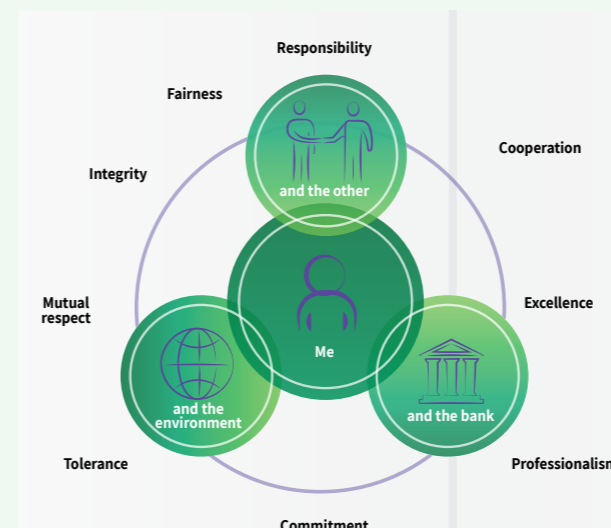 Responsibility
Fairness
Cooperation
Integrity
and the other
Mutual
respect
Excellence
Me
and the
environment
and the bank
Tolerance
Professionalism
Commitment